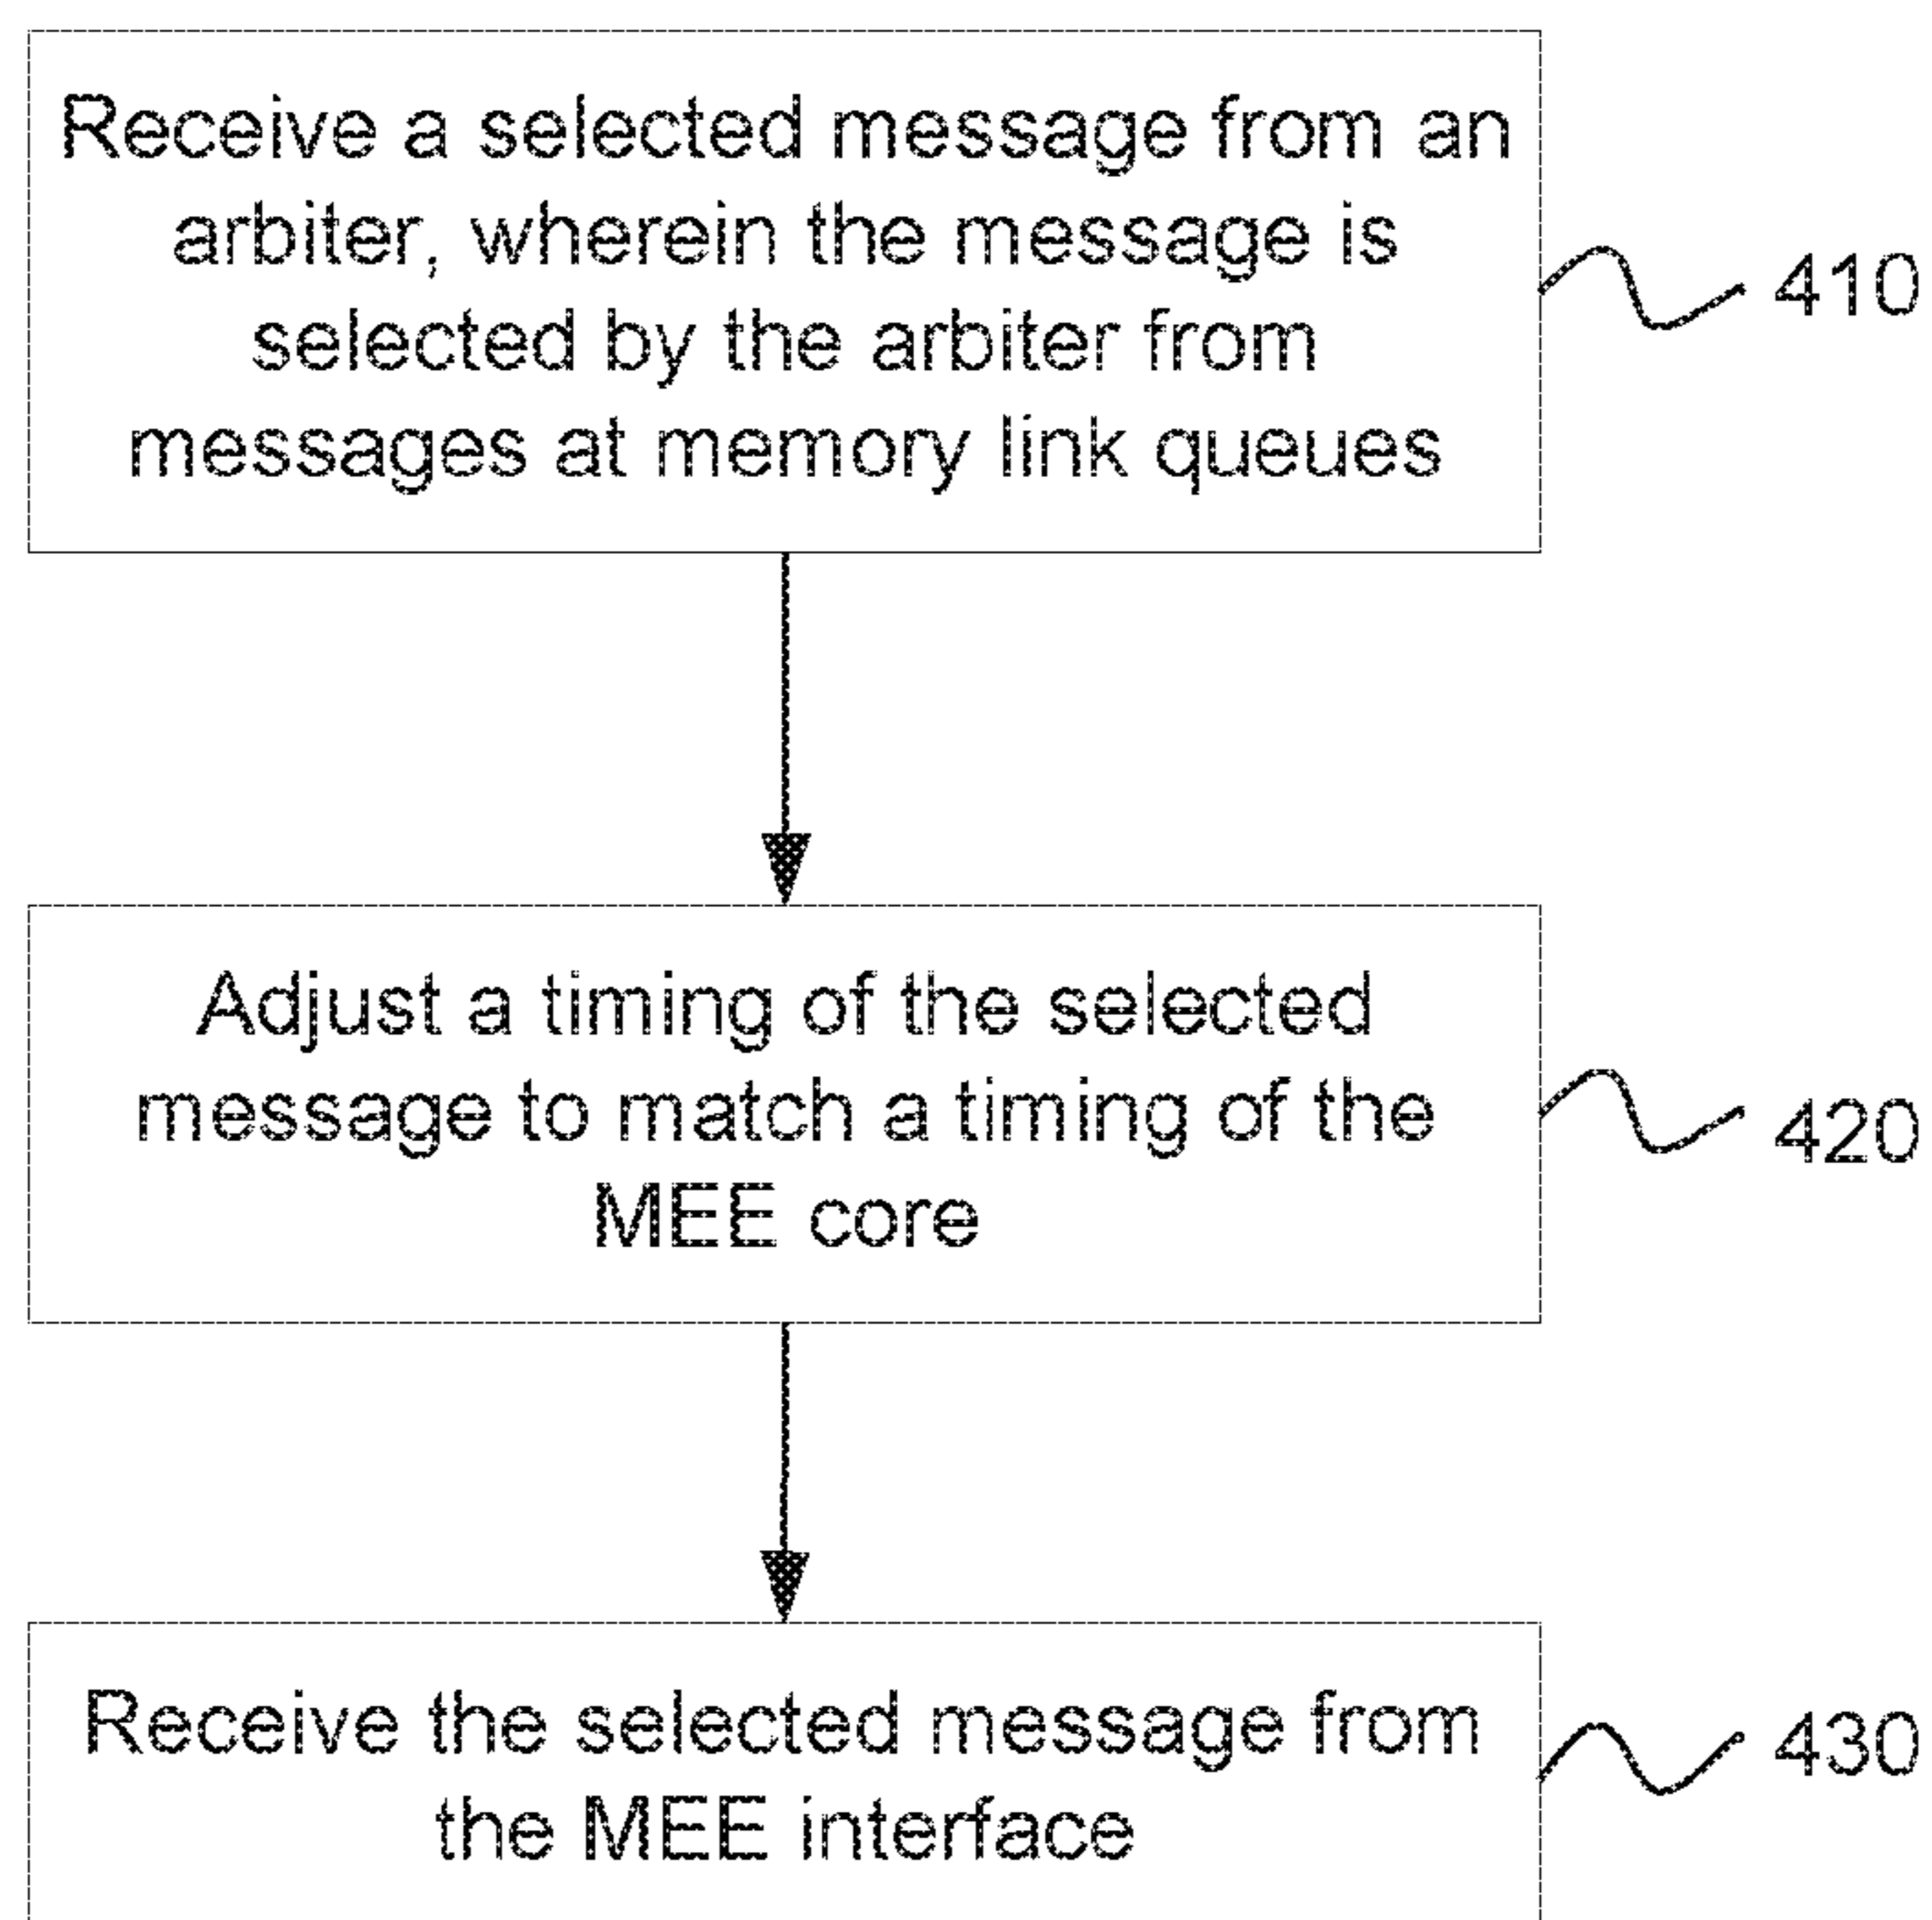 Receive a selected message from an
arbiter, wherein the message is
selected by the arbiter from
messages at memory link queues
410
Adjust a timing of the selected
message to match a timing of the
MEE core
420
Receive the selected message from
the MEE interface
430